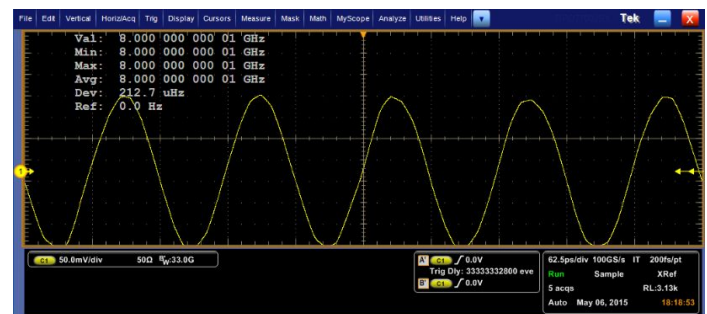 File Edit Vertical Horiz/Acq Trig Display Cursors Measure Mask Math MyScope Analyze Utilities Help Tek X
Val: 8.000 000 000 01 GHz
Min: 8.000 000 000 01 GHz
Max: 8.000 000 000 01 GHz
Avg: 8.000 000 000 01 GHz
Dev: 212.7 uHz
Ref: 0.0 Hz
1
C1 50.0mV/div 50Ω BW:33.0G
A' C1 0.0V
Trig Dly: 33333332800 eve
B' C1 0.0V
62.5ps/div 100GS/s IT 200fs/pt
Run Sample XRef
5 acqs RL:3.13k
Auto May 06, 2015 18:18:53